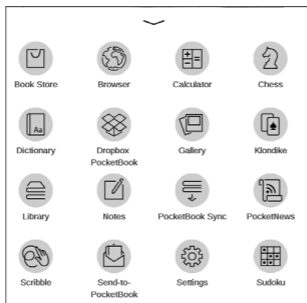 Book Store Browser Calculator Chess
Aa
Dictionary Dropbox PocketBook Gallery Klondike
Library Notes PocketBook Sync PocketNews
Scribble Send-to-PocketBook Settings Sudoku